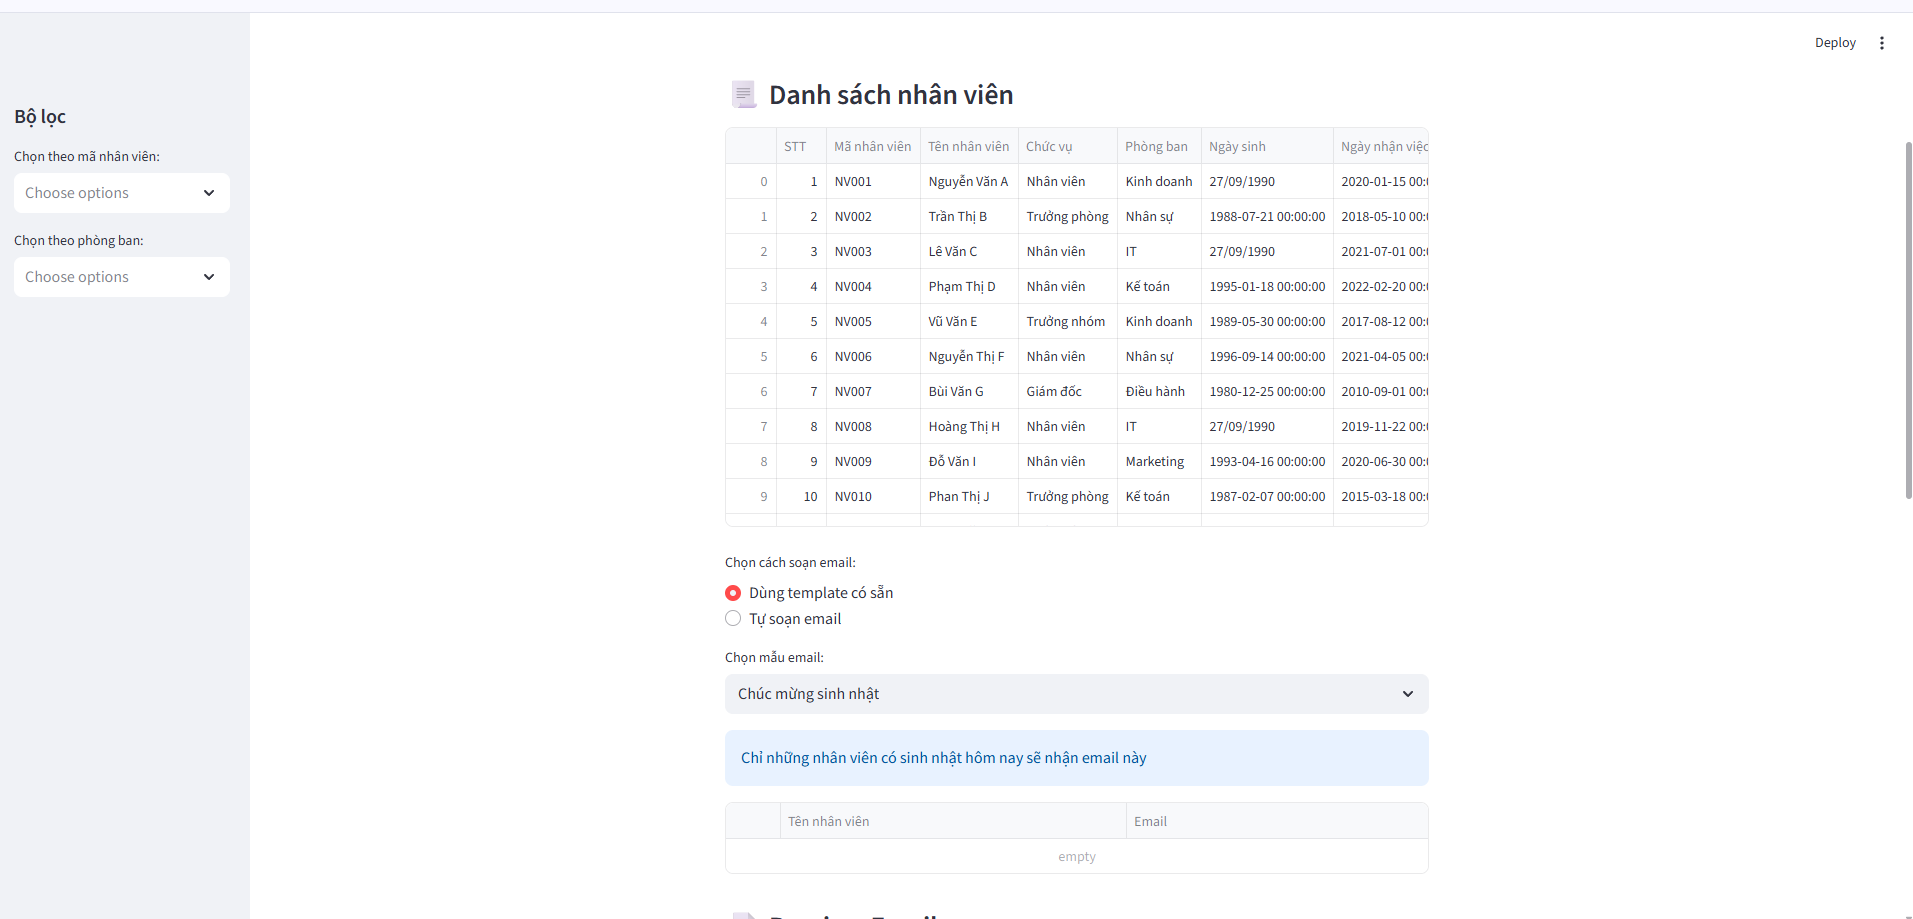 Deploy
Bộ lọc
Chọn theo mã nhân viên:
Choose options
Chọn theo phòng ban:
Choose options
Danh sách nhân viên
STT Mã nhân viên Tên nhân viên Chức vụ Phòng ban Ngày sinh Ngày nhận việc
0 1 NV001 Nguyễn Văn A Nhân viên Kinh doanh 27/09/1990 2020-01-15 00:
1 2 NV002 Trần Thị B Trưởng phòng Nhân sự 1988-07-21 00:00:00 2018-05-10 00:
2 3 NV003 Lê Văn C Nhân viên IT 27/09/1990 2021-07-01 00:
3 4 NV004 Phạm Thị D Nhân viên Kế toán 1995-01-18 00:00:00 2022-02-20 00:
4 5 NV005 Vũ Văn E Trưởng nhóm Kinh doanh 1989-05-30 00:00:00 2017-08-12 00:
5 6 NV006 Nguyễn Thị F Nhân viên Nhân sự 1996-09-14 00:00:00 2021-04-05 00:
6 7 NV007 Bùi Văn G Giám đốc Điều hành 1980-12-25 00:00:00 2010-09-01 00:
7 8 NV008 Hoàng Thị H Nhân viên IT 27/09/1990 2019-11-22 00:
8 9 NV009 Đỗ Văn I Nhân viên Marketing 1993-04-16 00:00:00 2020-06-30 00:
9 10 NV010 Phan Thị J Trưởng phòng Kế toán 1987-02-07 00:00:00 2015-03-18 00:
Chọn cách soạn email:
Dùng template có sẵn
Tự soạn email
Chọn mẫu email:
Chúc mừng sinh nhật
Chỉ những nhân viên có sinh nhật hôm nay sẽ nhận email này
Tên nhân viên Email
empty